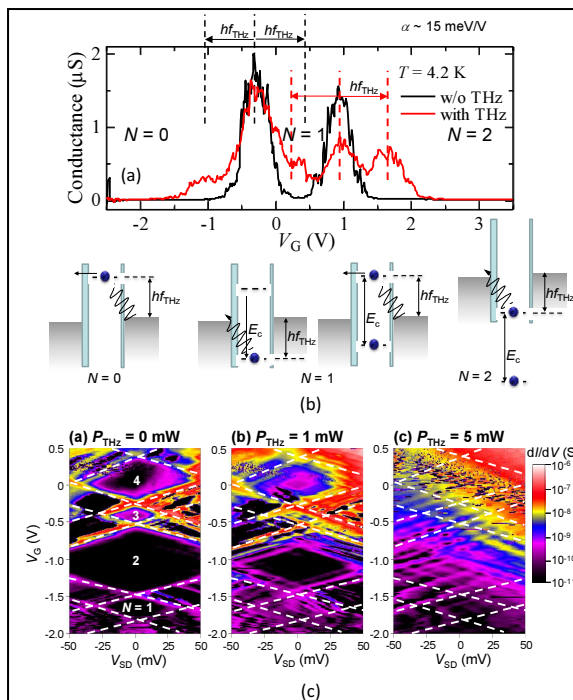 hf_THz hf_THz α ~ 15 meV/V
Conductance (μS)
2
1
0
T = 4.2 K
hf_THz
w/o THz
with THz
N = 0 N = 1 N = 2
(a)
-2 -1 0 1 2 3
V_G (V)
hf_THz
N = 0
E_c
hf_THz
N = 1
E_c
hf_THz
hf_THz
E_c
N = 2
(b)
(a) P_THz = 0 mW (b) P_THz = 1 mW (c) P_THz = 5 mW
dI/dV (S
V_G (V)
0.5
0
-0.5
-1.0
-1.5
-2.0
4
3
2
N = 1
0.5
0
-0.5
-1.0
-1.5
-2.0
0.5
0
-0.5
-1.0
-1.5
-2.0
10⁻⁶
10⁻⁷
10⁻⁸
10⁻⁹
10⁻¹⁰
10⁻¹¹
-50 -25 0 25 50 -50 -25 0 25 50 -50 -25 0 25 50
V_SD (mV) V_SD (mV) V_SD (mV)
(c)